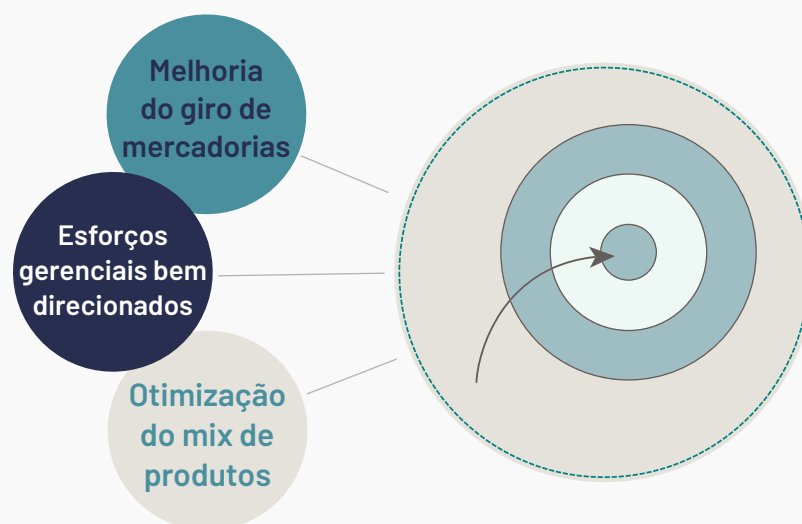 Melhoria
do giro de
mercadorias
Esforços
gerenciais bem
direcionados
Otimização
do mix de
produtos